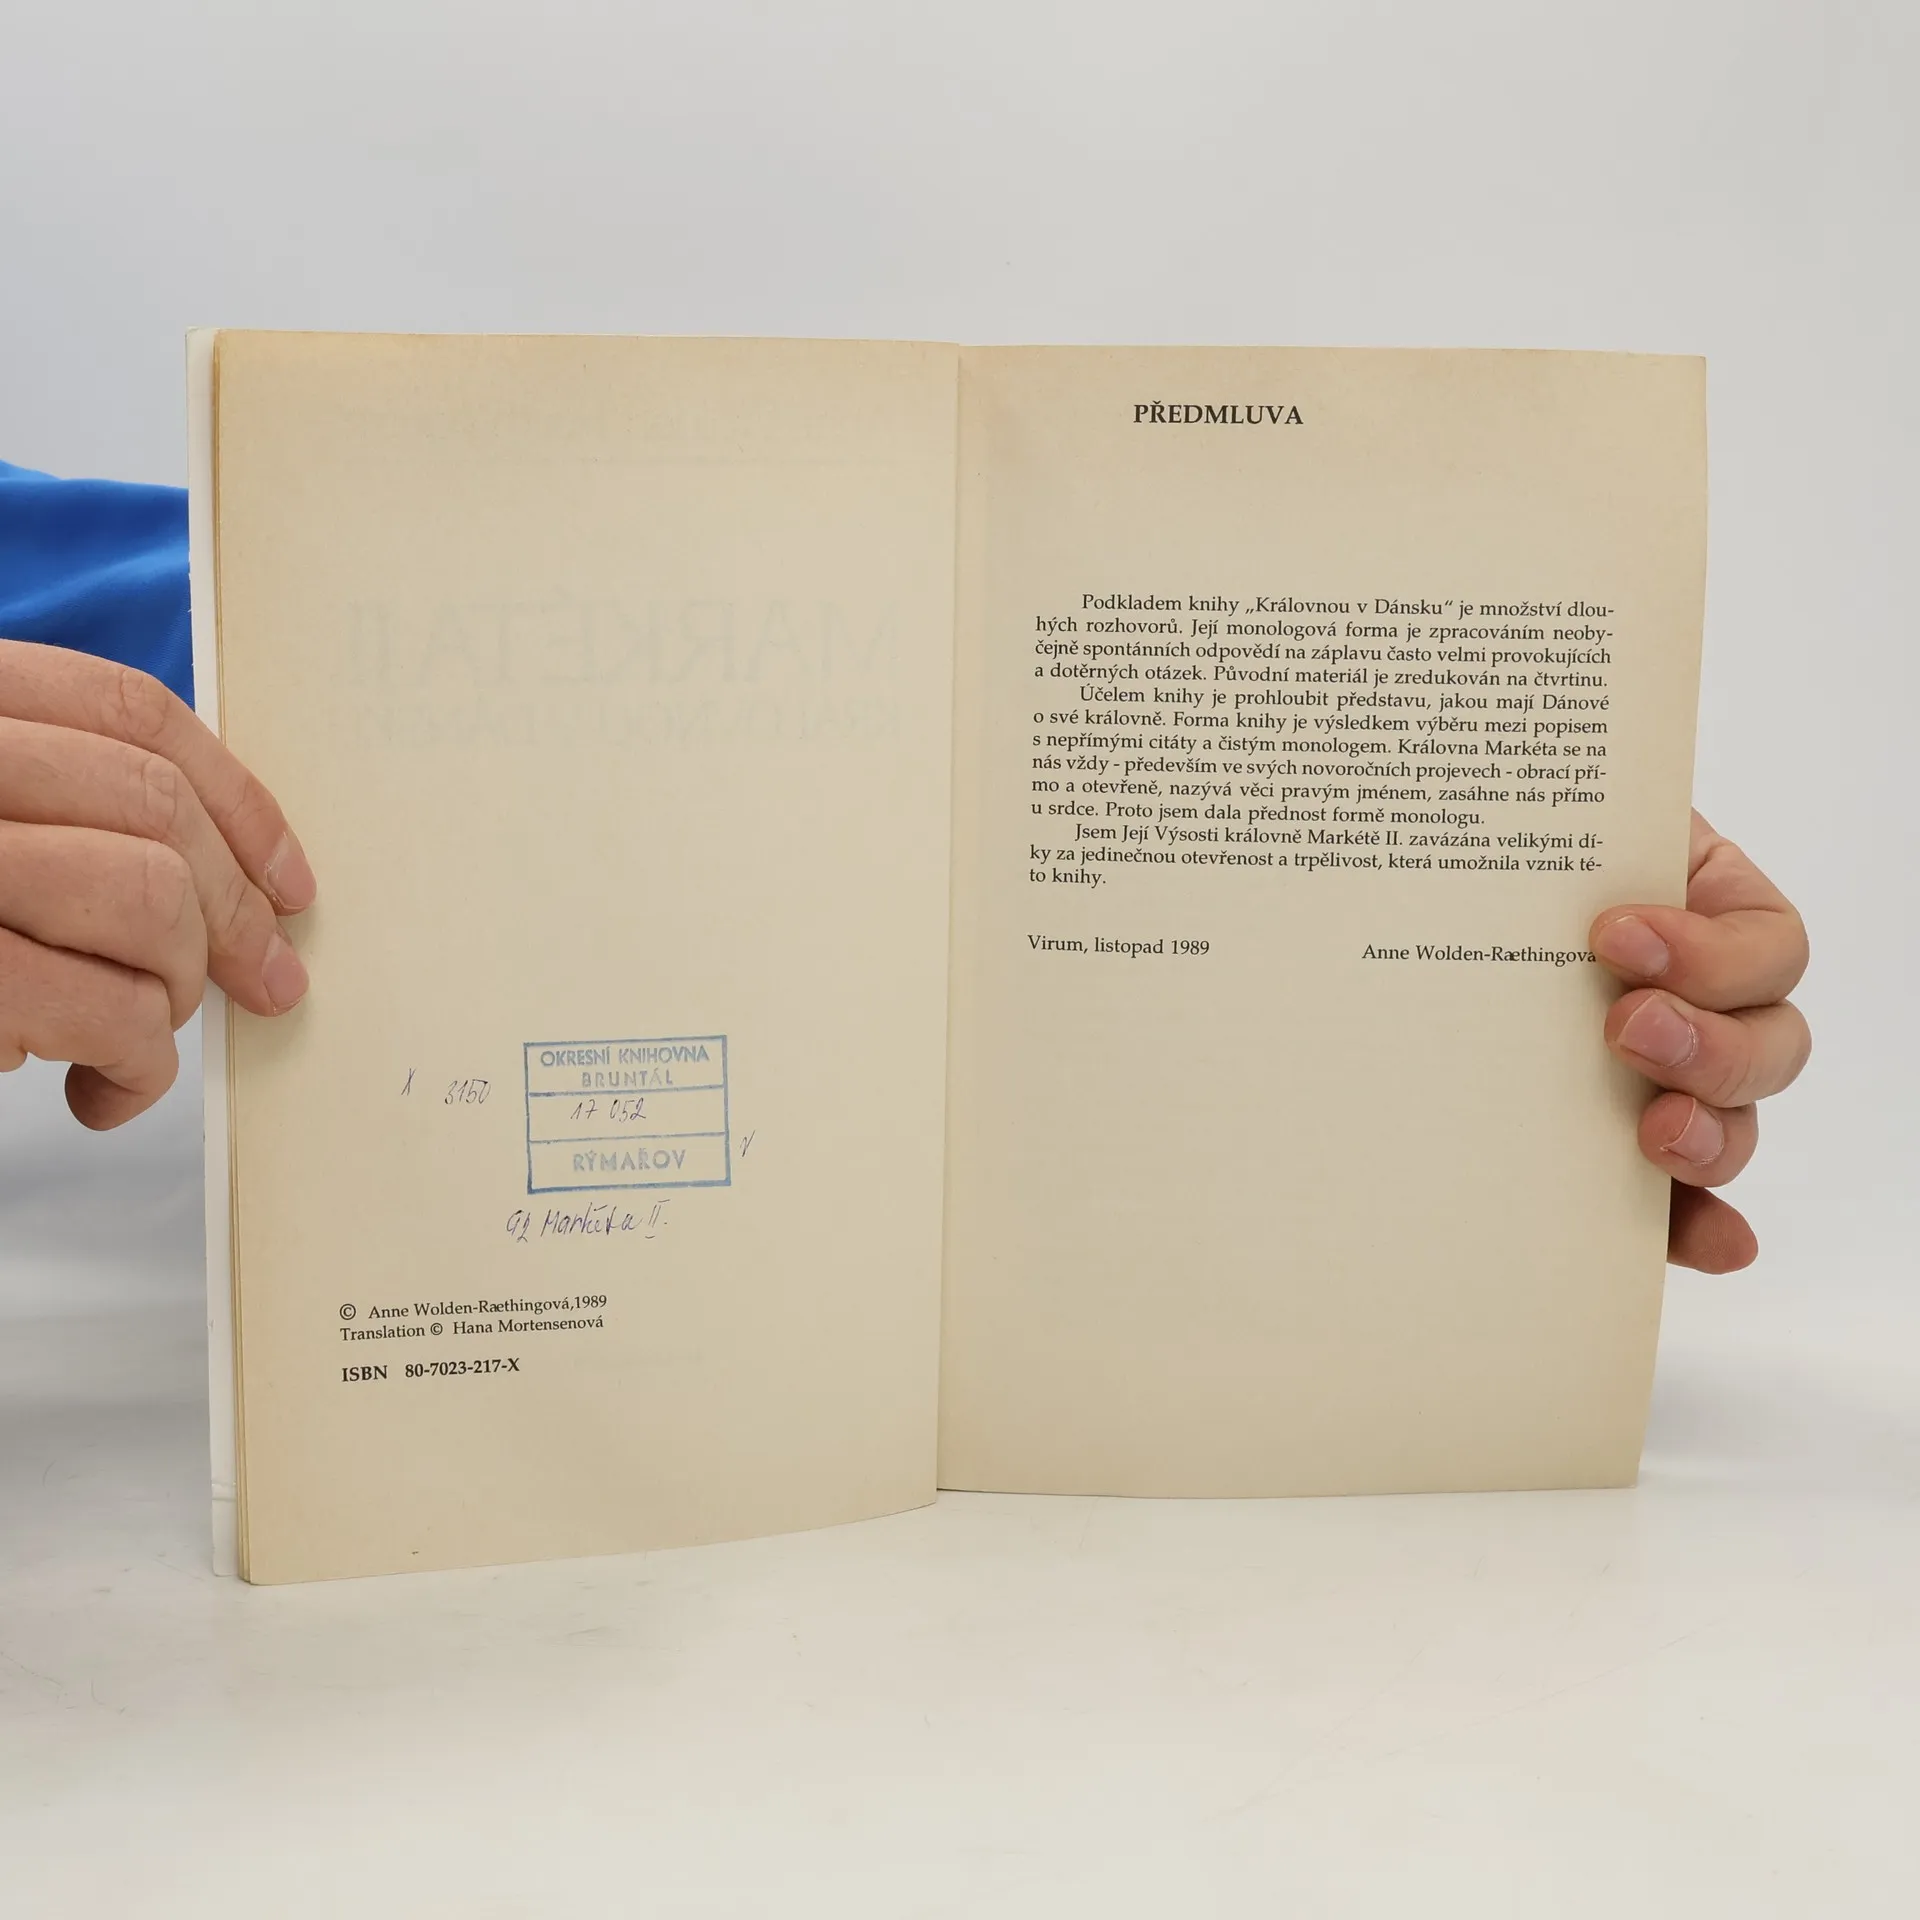 X 3150
OKRESNÍ KNIHOVNA
BRUNTÁL
17 052
RÝMAŘOV
92 Markéta II.
© Anne Wolden-Ræthingová,1989
Translation © Hana Mortensenová
ISBN 80-7023-217-X
PŘEDMLUVA
Podkladem knihy „Královnou v Dánsku“ je množství dlou-
hých rozhovorů. Její monologová forma je zpracováním neoby-
čejně spontánních odpovědí na záplavu často velmi provokujících
a dotěrných otázek. Původní materiál je zredukován na čtvrtinu.
Účelem knihy je prohloubit představu, jakou mají Dánové
o své královně. Forma knihy je výsledkem výběru mezi popisem
s nepřímými citáty a čistým monologem. Královna Markéta se na
nás vždy - především ve svých novoročních projevech - obrací pří-
mo a otevřeně, nazývá věci pravým jménem, zasáhne nás přímo
u srdce. Proto jsem dala přednost formě monologu.
Jsem Její Výsosti královně Markétě II. zavázána velikými dí-
ky za jedinečnou otevřenost a trpělivost, která umožnila vznik té-
to knihy.
Virum, listopad 1989 Anne Wolden-Ræthingová